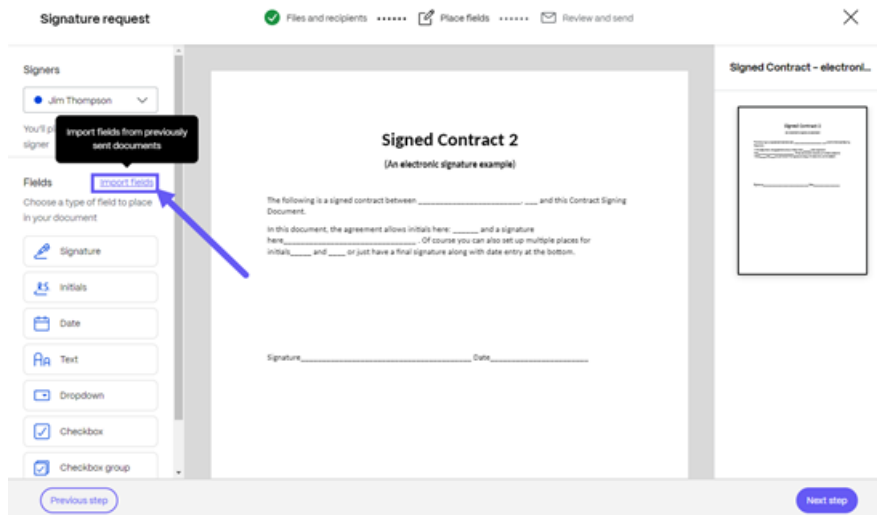 Signature request
Files and recipients
Place fields
Review and send
Signers
Jim Thompson
You'll pl
signer
Import fields from previously
sent documents
Fields
Import fields
Choose a type of field to place
in your document
Signature
Initials
Date
Text
Dropdown
Checkbox
Checkbox group
Signed Contract 2
(An electronic signature example)
The following is a signed contract between ____________________, ___ and this Contract Signing
Document.
In this document, the agreement allows initials here: ______ and a signature
here__________________________ . Of course you can also set up multiple places for
initials_____ and ____ or just have a final signature along with date entry at the bottom.
Signature__________________________________ Date____________________
Signed Contract - electroni...
Signed Contract 2
Previous step
Next step